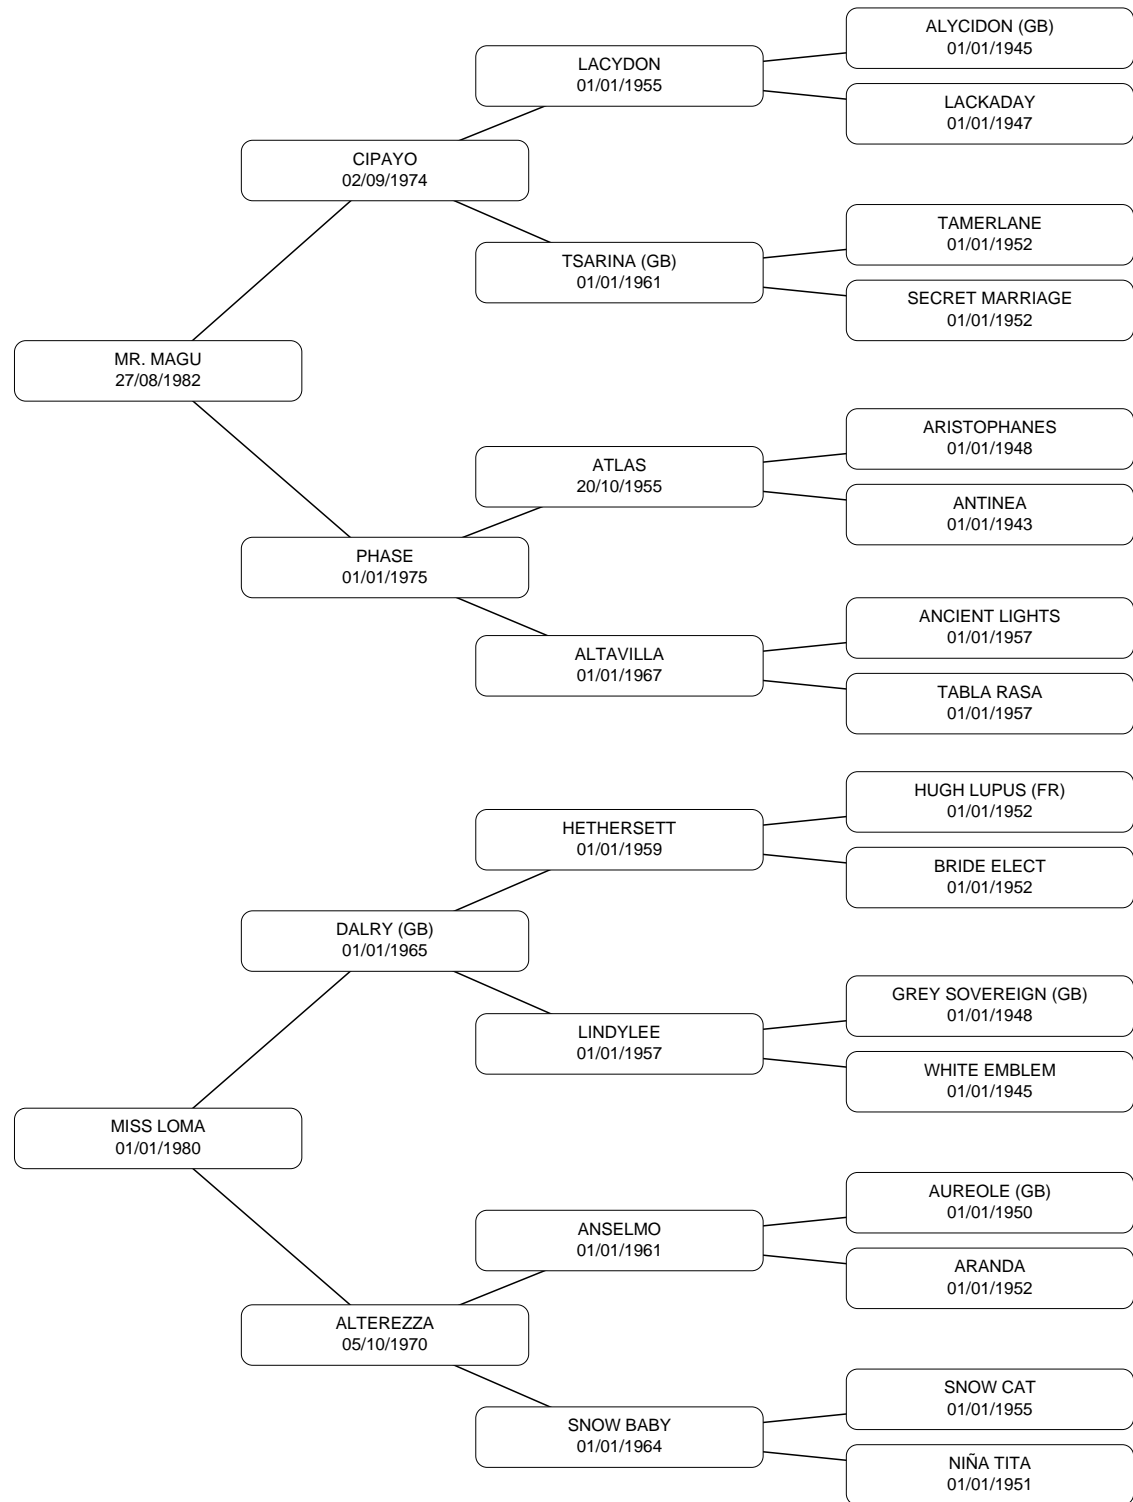 ALYCIDON (GB)
01/01/1945
LACYDON
01/01/1955
LACKADAY
01/01/1947
CIPAYO
02/09/1974
TAMERLANE
01/01/1952
TSARINA (GB)
01/01/1961
SECRET MARRIAGE
01/01/1952
MR. MAGU
27/08/1982
ARISTOPHANES
01/01/1948
ATLAS
20/10/1955
ANTINEA
01/01/1943
PHASE
01/01/1975
ANCIENT LIGHTS
01/01/1957
ALTAVILLA
01/01/1967
TABLA RASA
01/01/1957
HUGH LUPUS (FR)
01/01/1952
HETHERSETT
01/01/1959
BRIDE ELECT
01/01/1952
DALRY (GB)
01/01/1965
GREY SOVEREIGN (GB)
01/01/1948
LINDYLEE
01/01/1957
WHITE EMBLEM
01/01/1945
MISS LOMA
01/01/1980
AUREOLE (GB)
01/01/1950
ANSELMO
01/01/1961
ARANDA
01/01/1952
ALTEREZZA
05/10/1970
SNOW CAT
01/01/1955
SNOW BABY
01/01/1964
NIÑA TITA
01/01/1951